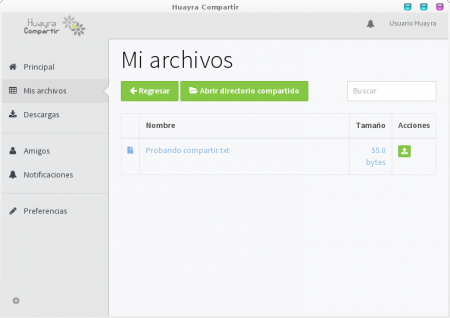 Huayra Compartir
Huayra
Compartir
Usuario Huayra
Principal
Mis archivos
Descargas
Amigos
Notificaciones
Preferencias
Mi archivos
Regresar
Abrir directorio compartido
Buscar
Nombre Tamaño Acciones
Probando compartir.txt 55.0
bytes